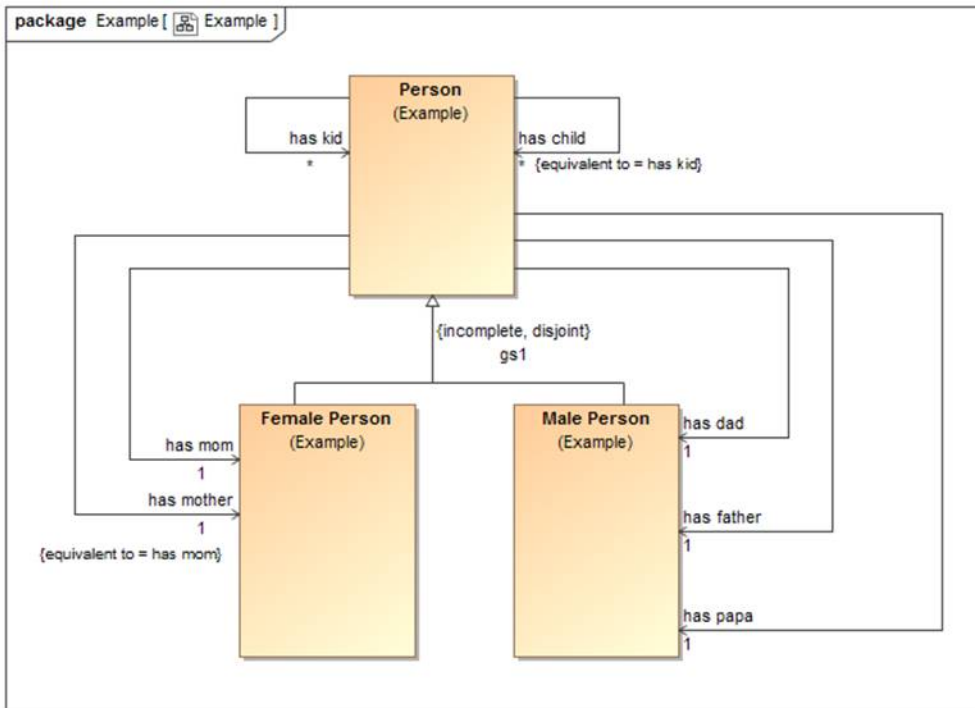 package Example [ Example ]
Person
(Example)
has kid
*
has child
* {equivalent to = has kid}
{incomplete, disjoint}
gs1
Female Person
(Example)
Male Person
(Example)
has mom
1
has mother
1
{equivalent to = has mom}
has dad
1
has father
1
has papa
1